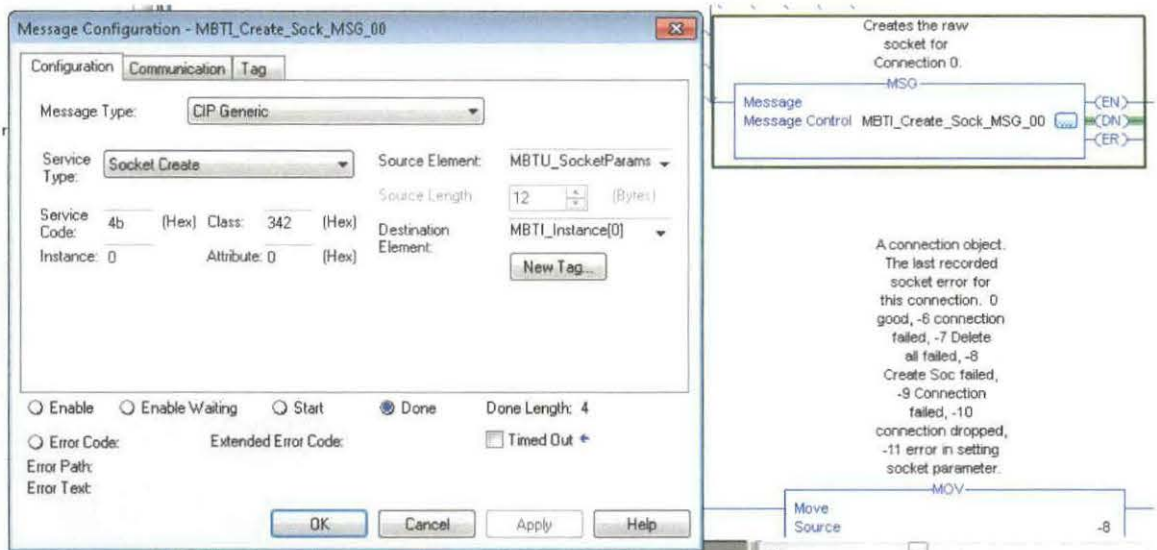 Message Configuration - MBTI_Create_Sock_MSG_00
Configuration Communication Tag
Message Type: CIP Generic
Service Type: Socket Create
Source Element: MBTU_SocketParams
Source Length: 12 (Bytes)
Service Code: 4b (Hex) Class: 342 (Hex)
Destination Element: MBTI_Instance[0]
Instance: 0 Attribute: 0 (Hex)
New Tag...
Enable Enable Waiting Start Done Done Length: 4
Error Code: Extended Error Code: Timed Out
Error Path:
Error Text:
OK Cancel Apply Help
Creates the raw
socket for
Connection 0.
MSG
Message
Message Control MBTI_Create_Sock_MSG_00 ...
EN
DN
ER
A connection object.
The last recorded
socket error for
this connection. 0
good, -6 connection
failed, -7 Delete
all failed, -8
Create Soc failed,
-9 Connection
failed, -10
connection dropped,
-11 error in setting
socket parameter.
MOV
Move
Source -8